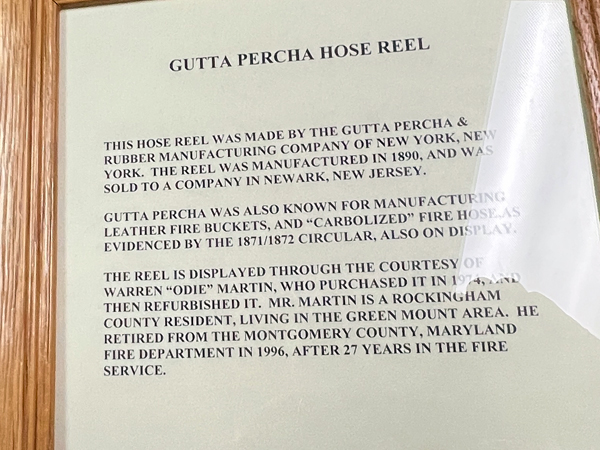 GUTTA PERCHA HOSE REEL
THIS HOSE REEL WAS MADE BY THE GUTTA PERCHA &
RUBBER MANUFACTURING COMPANY OF NEW YORK, NEW
YORK. THE REEL WAS MANUFACTURED IN 1890, AND WAS
SOLD TO A COMPANY IN NEWARK, NEW JERSEY.
GUTTA PERCHA WAS ALSO KNOWN FOR MANUFACTURING
LEATHER FIRE BUCKETS, AND “CARBOLIZED” FIRE HOSE.AS
EVIDENCED BY THE 1871/1872 CIRCULAR, ALSO ON DISPLAY.
THE REEL IS DISPLAYED THROUGH THE COURTESY OF
WARREN “ODIE” MARTIN, WHO PURCHASED IT IN 1974, AND
THEN REFURBISHED IT. MR. MARTIN IS A ROCKINGHAM
COUNTY RESIDENT, LIVING IN THE GREEN MOUNT AREA. HE
RETIRED FROM THE MONTGOMERY COUNTY, MARYLAND
FIRE DEPARTMENT IN 1996, AFTER 27 YEARS IN THE FIRE
SERVICE.